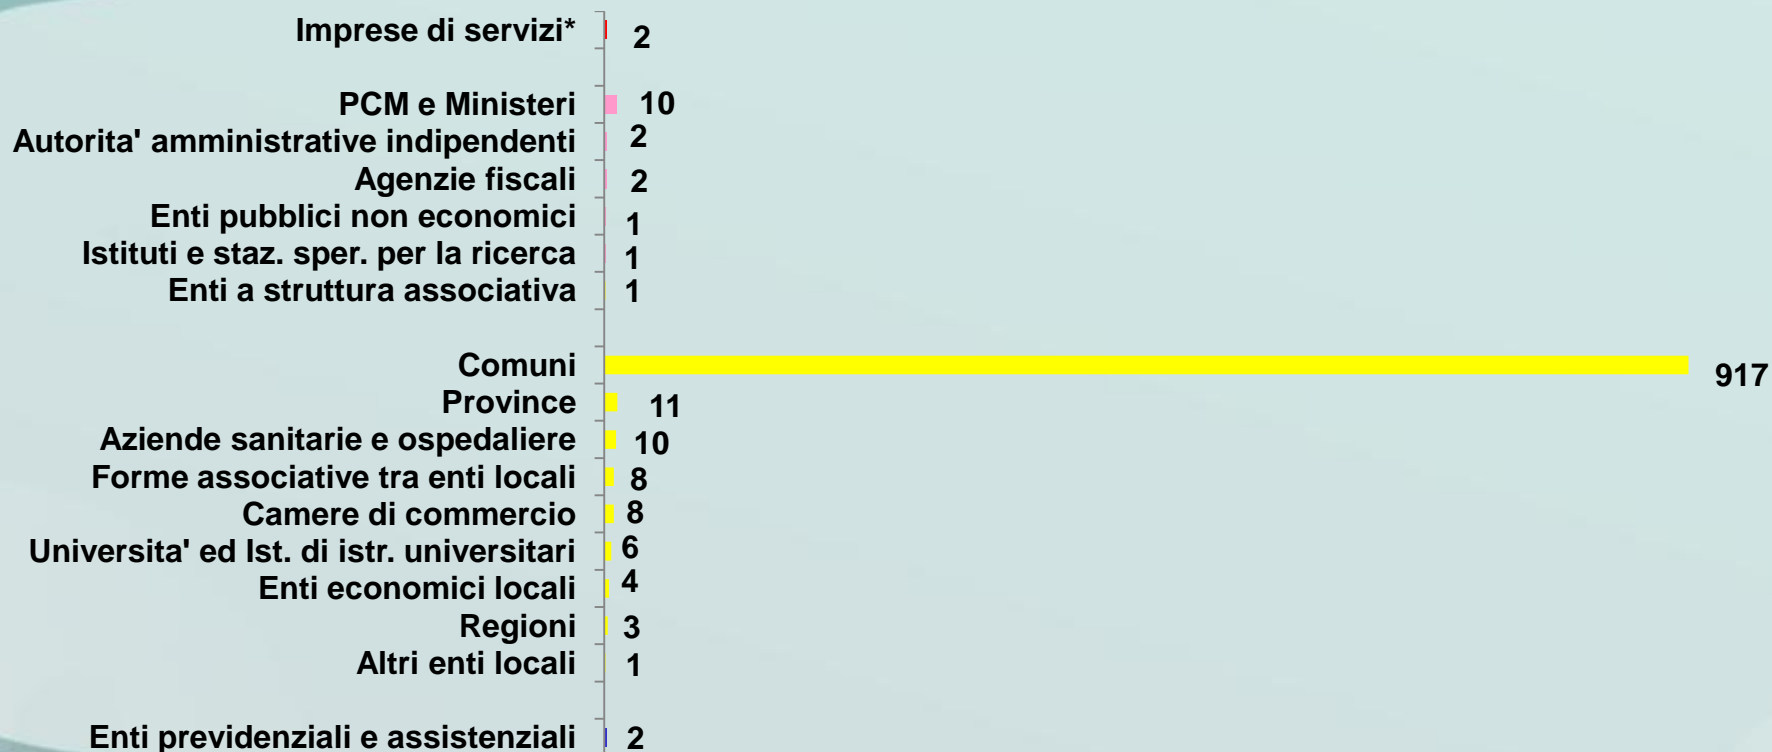 Imprese di servizi* 2
PCM e Ministeri 10
Autorita' amministrative indipendenti 2
Agenzie fiscali 2
Enti pubblici non economici 1
Istituti e staz. sper. per la ricerca 1
Enti a struttura associativa 1
Comuni 917
Province 11
Aziende sanitarie e ospedaliere 10
Forme associative tra enti locali 8
Camere di commercio 8
Universita' ed Ist. di istr. universitari 6
Enti economici locali 4
Regioni 3
Altri enti locali 1
Enti previdenziali e assistenziali 2